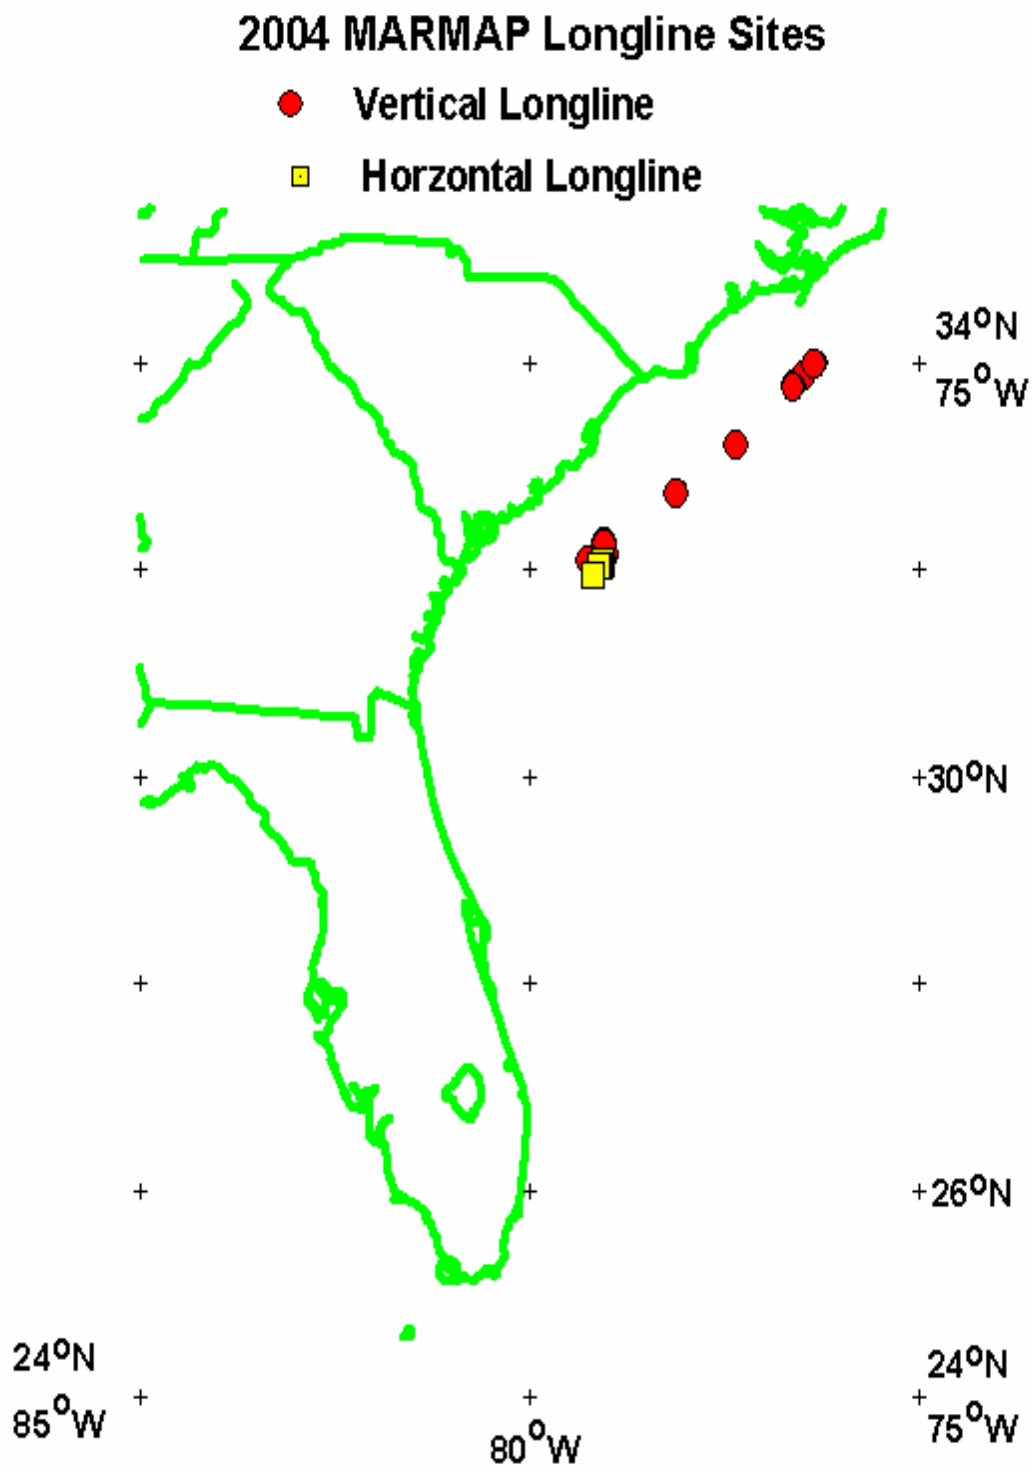 2004 MARMAP Longline Sites
Vertical Longline
Horzontal Longline
34°N
75°W
30°N
26°N
24°N
85°W
80°W
24°N
75°W